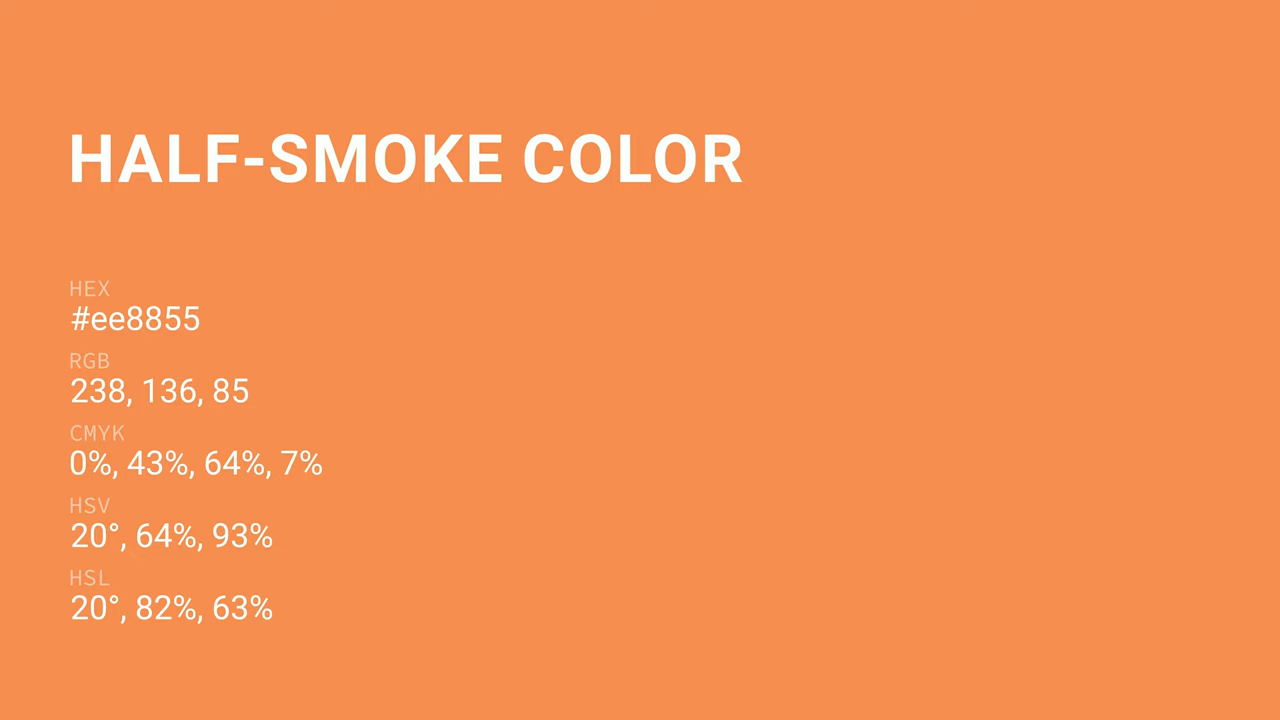 HALF-SMOKE COLOR
HEX
#ee8855
RGB
238, 136, 85
CMYK
0%, 43%, 64%, 7%
HSV
20°, 64%, 93%
HSL
20°, 82%, 63%